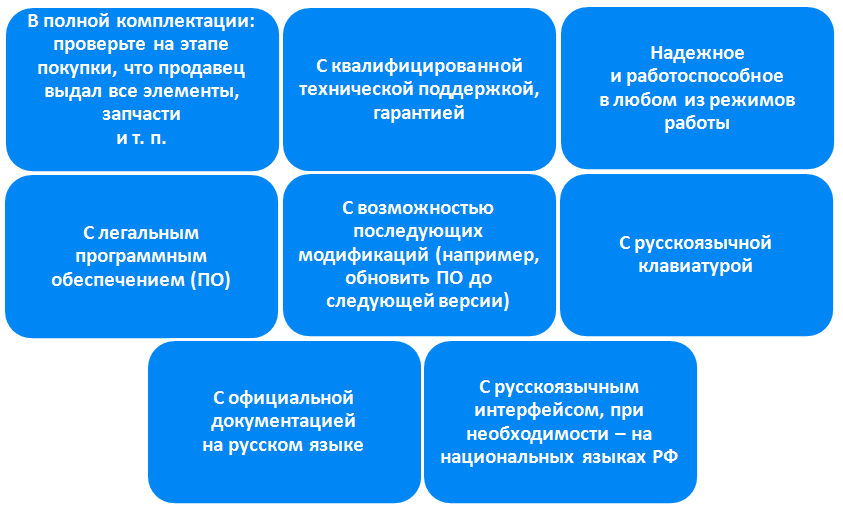 В полной комплектации:
проверьте на этапе
покупки, что продавец
выдал все элементы,
запчасти
и т. п.
С квалифицированной
технической поддержкой,
гарантией
Надежное
и работоспособное
в любом из режимов
работы
С легальным
программным
обеспечением (ПО)
С возможностью
последующих
модификаций (например,
обновить ПО до
следующей версии)
С русскоязычной
клавиатурой
С официальной
документацией
на русском языке
С русскоязычным
интерфейсом, при
необходимости – на
национальных языках РФ